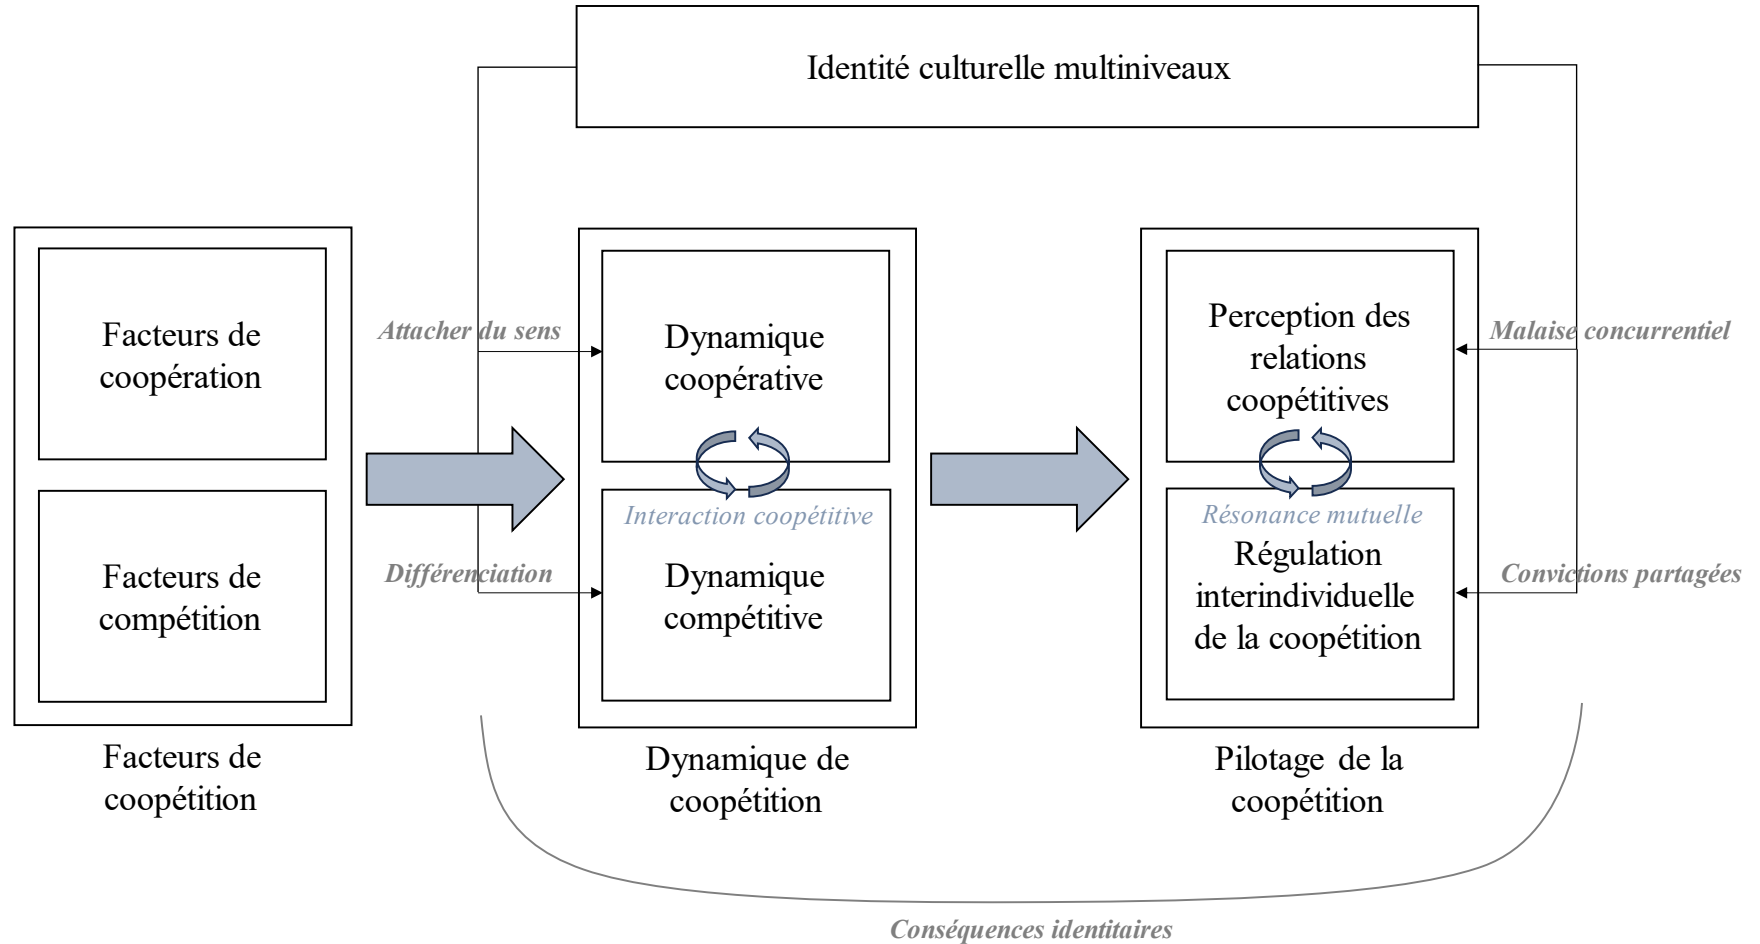 Identité culturelle multiniveaux
Facteurs de
coopération
Facteurs de
compétition
Facteurs de
coopétition
Attacher du sens
Différenciation
Dynamique
coopérative
Interaction coopétitive
Dynamique
compétitive
Dynamique de
coopétition
Perception des
relations
coopétitives
Résonance mutuelle
Régulation
interindividuelle
de la coopétition
Pilotage de la
coopétition
Malaise concurrentiel
Convictions partagées
Conséquences identitaires